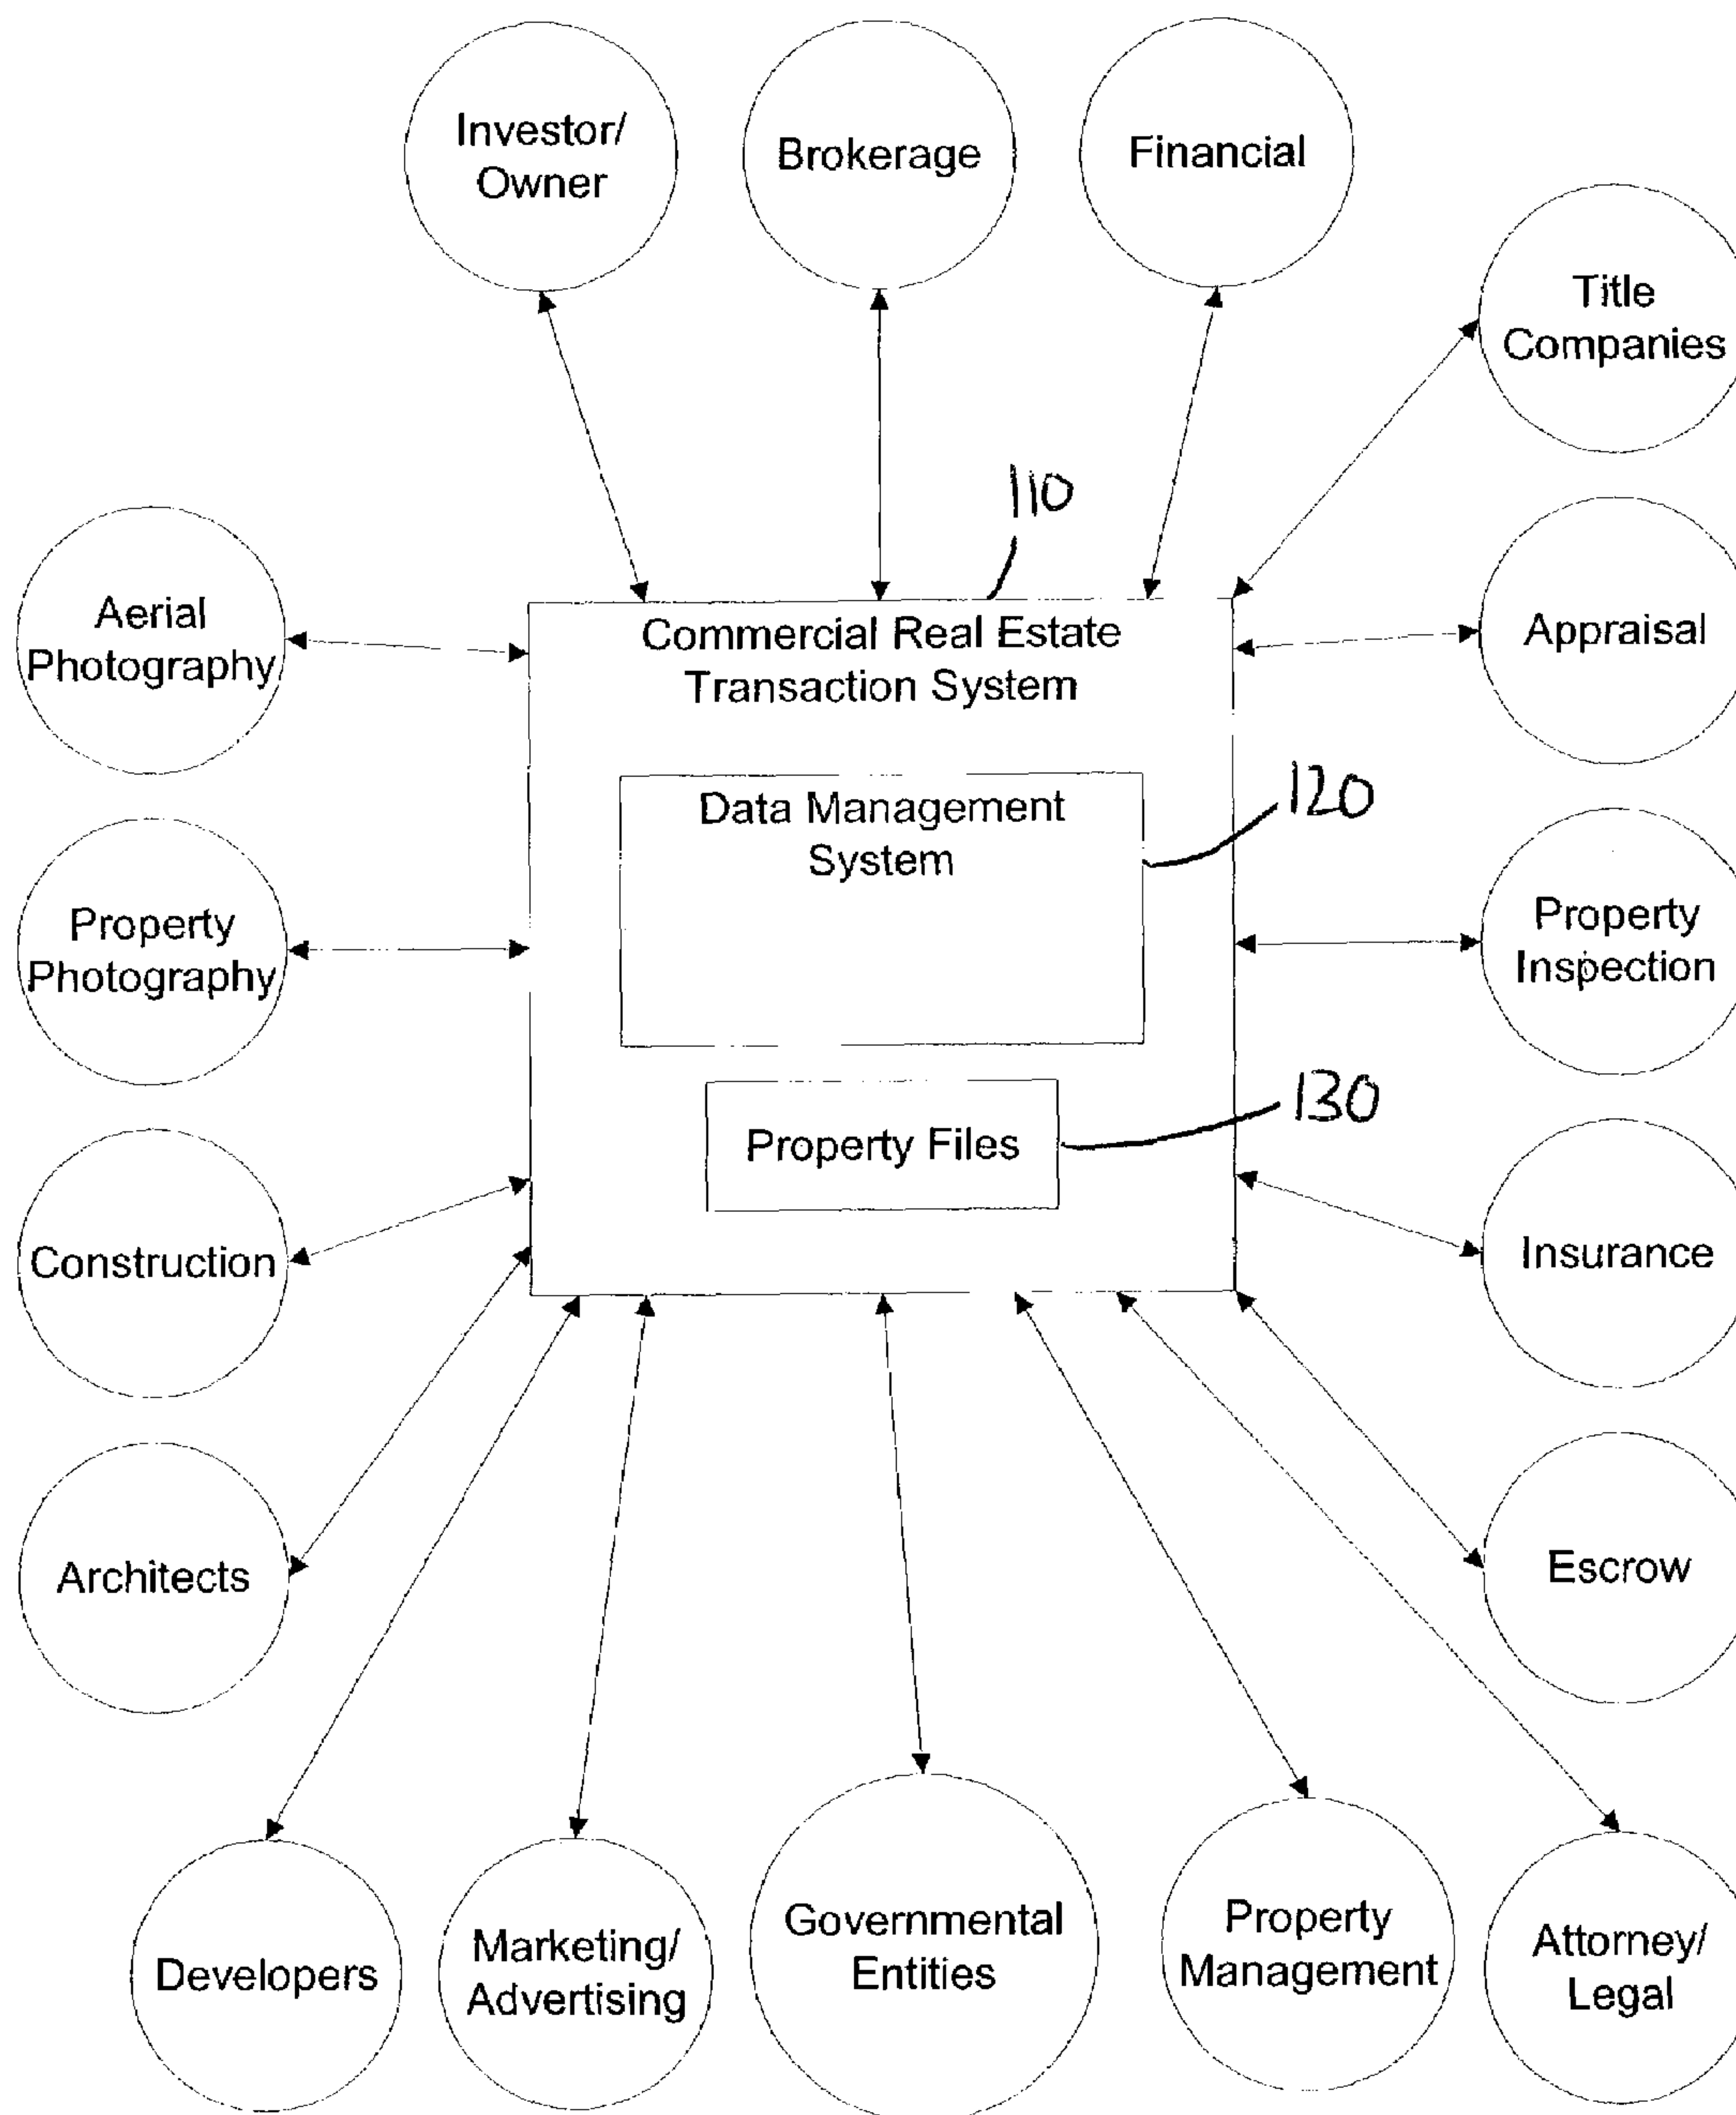 Investor/
Owner
Brokerage
Financial
Title
Companies
110
Aerial
Photography
Commercial Real Estate
Transaction System
Appraisal
Data Management
System
120
Property
Photography
Property
Inspection
130
Property Files
Construction
Insurance
Architects
Escrow
Developers
Marketing/
Advertising
Governmental
Entities
Property
Management
Attorney/
Legal